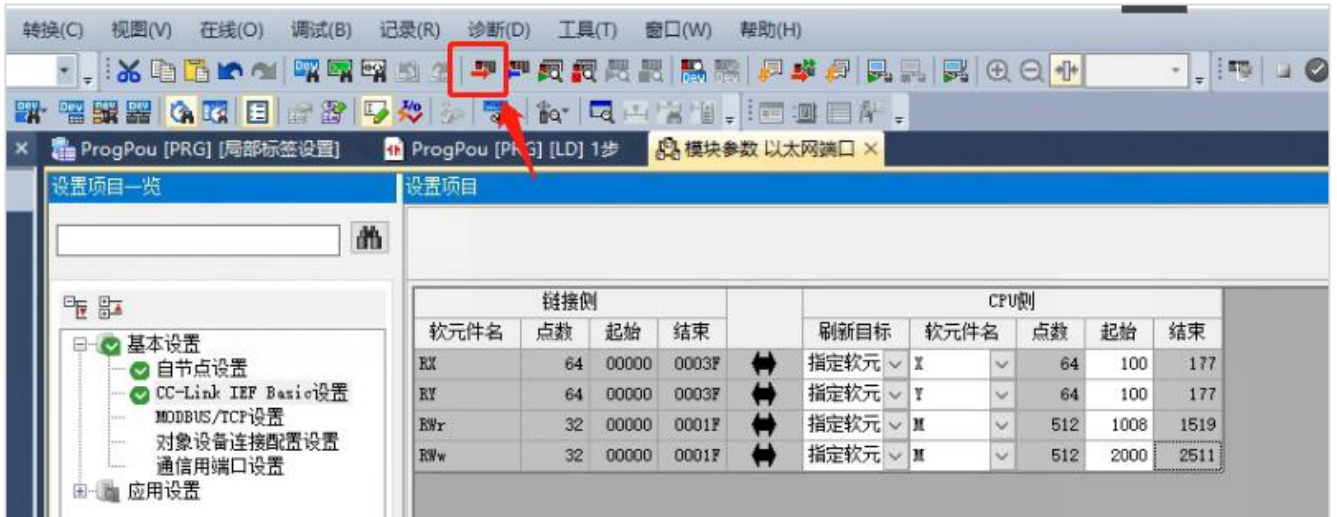 转换(C) 视图(V) 在线(O) 调试(B) 记录(R) 诊断(D) 工具(T) 窗口(W) 帮助(H)
ProgPou [PRG] [局部标签设置] ProgPou [PRG] [LD] 1步 模块参数 以太网端口
设置项目一览 设置项目
链接侧 CPU侧
软元件名 点数 起始 结束 刷新目标 软元件名 点数 起始 结束
RX 64 00000 0003F 指定软元 X 64 100 177
RY 64 00000 0003F 指定软元 Y 64 100 177
RWr 32 00000 0001F 指定软元 M 512 1008 1519
RWw 32 00000 0001F 指定软元 M 512 2000 2511
基本设置
自节点设置
CC-Link IEF Basic设置
MODBUS/TCP设置
对象设备连接配置设置
通信用端口设置
应用设置